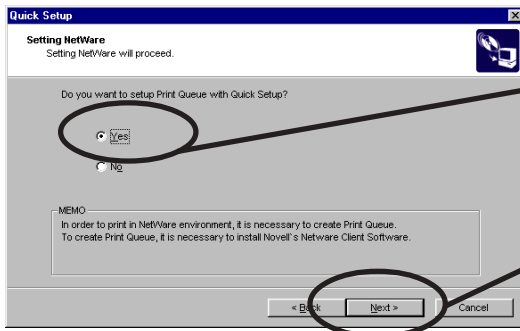 Quick Setup
Setting NetWare
Setting NetWare will proceed.
Do you want to setup Print Queue with Quick Setup?
Yes
No
MEMO
In order to print in NetWare environment, it is necessary to create Print Queue.
To create Print Queue, it is necessary to install Novell`s Netware Client Software.
« Back Next » Cancel